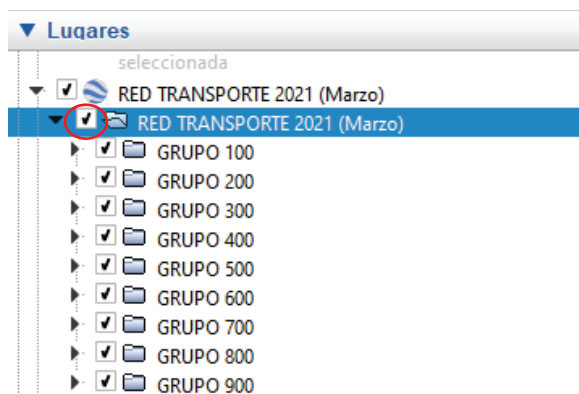 Lugares
seleccionada
RED TRANSPORTE 2021 (Marzo)
RED TRANSPORTE 2021 (Marzo)
GRUPO 100
GRUPO 200
GRUPO 300
GRUPO 400
GRUPO 500
GRUPO 600
GRUPO 700
GRUPO 800
GRUPO 900